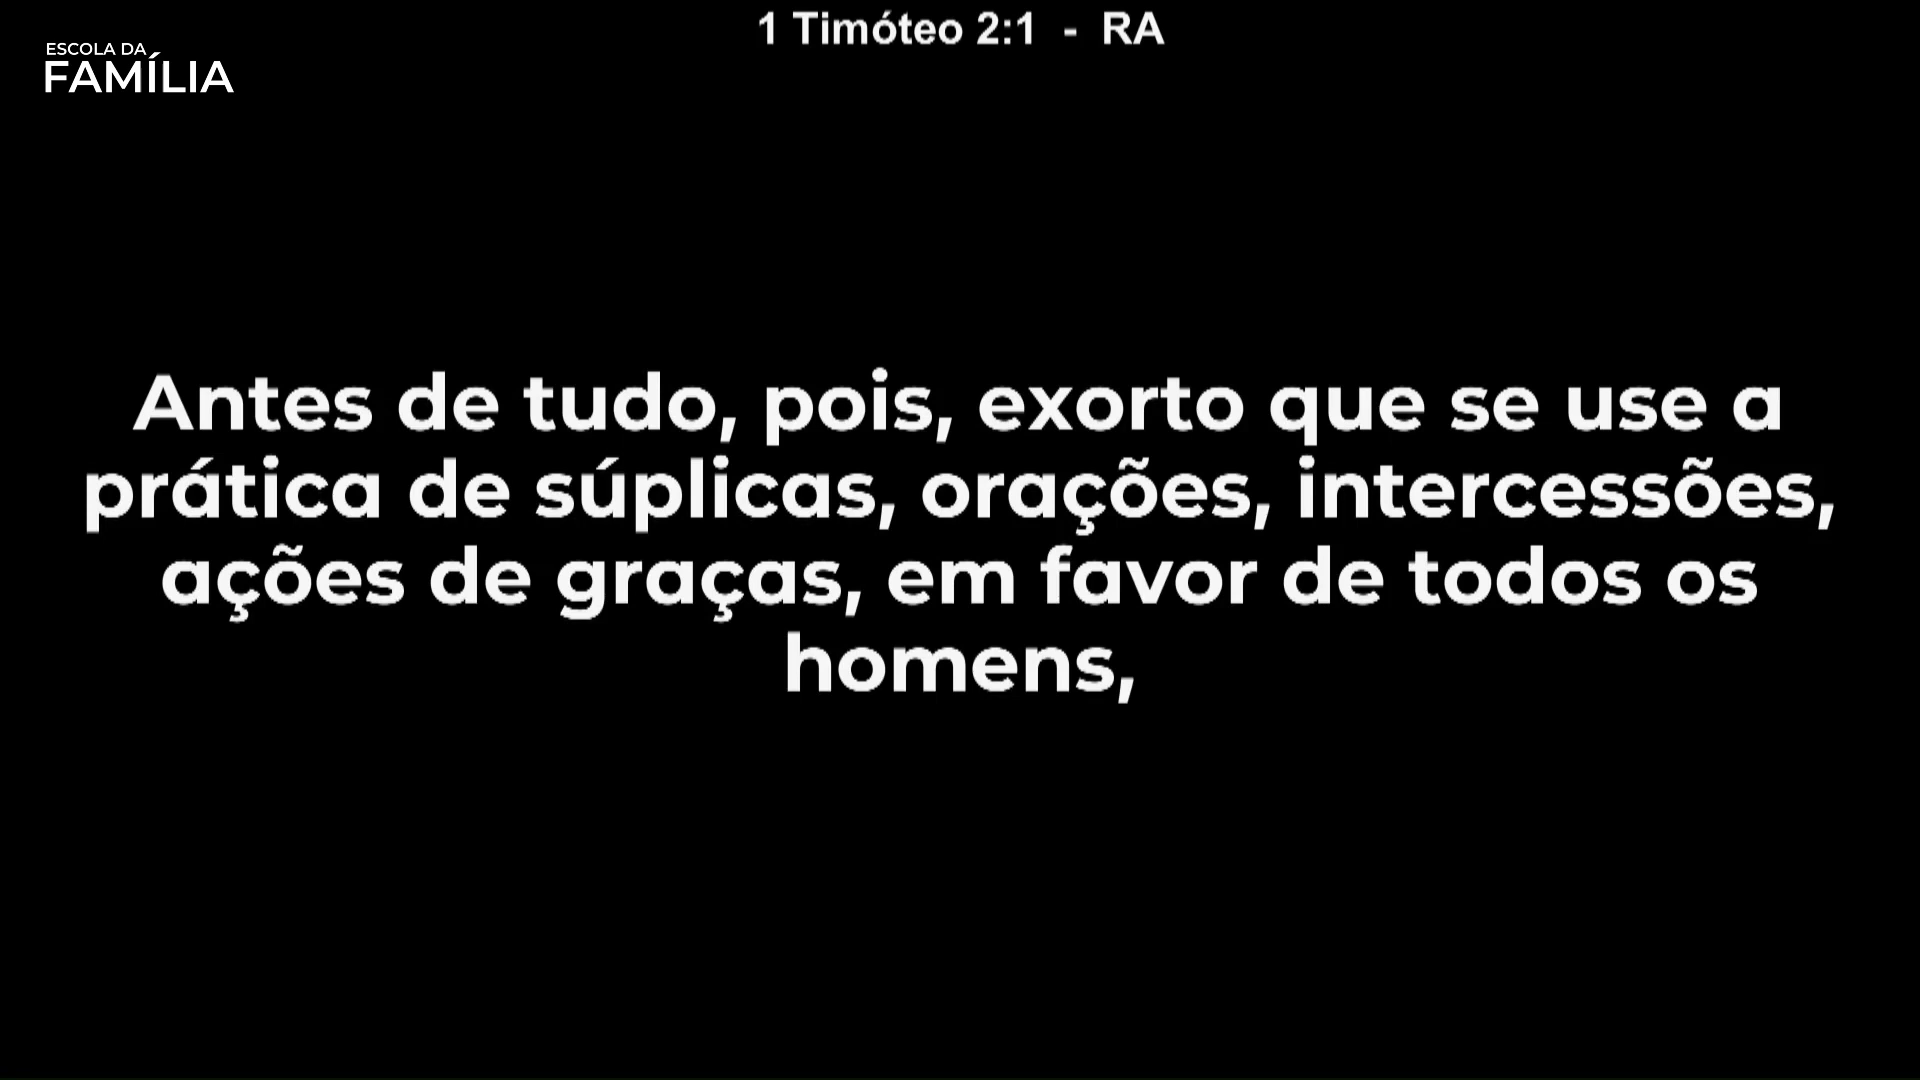 1 Timóteo 2:1 - RA
ESCOLA DA
FAMÍLIA
Antes de tudo, pois, exorto que se use a
prática de súplicas, orações, intercessões,
ações de graças, em favor de todos os
homens,